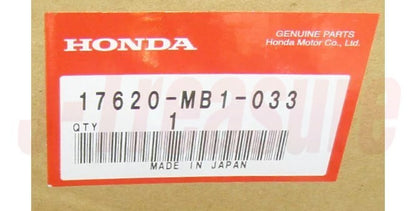 HONDA
GENUINE PARTS
Honda Motor Co., Ltd.
17620-MB1-033
QTY 1
MADE IN JAPAN